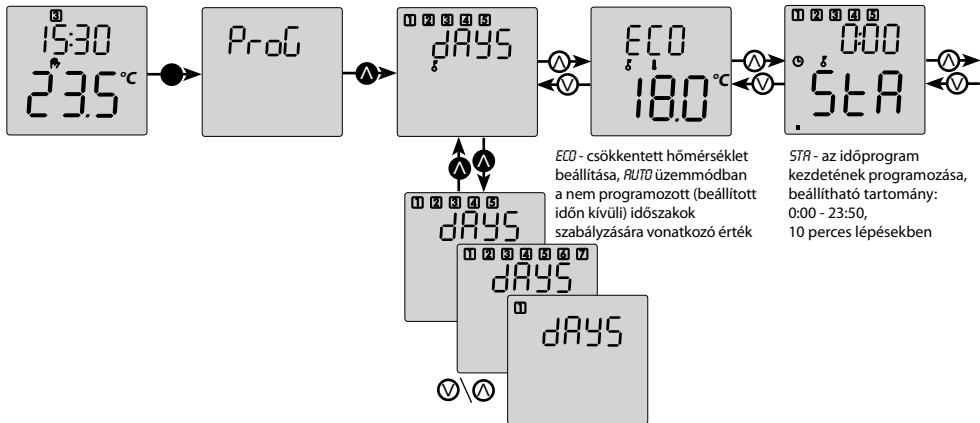 3
15:30
23.5 °C
ProG
1 2 3 4 5
dAYS
ECO
18.0 °C
1 2 3 4 5
0:00
StA
ECO - csökkentett hőmérséklet
beállítása, AUTO üzemmódban
a nem programozott (beállított
időn kívüli) időszakok
szabályzására vonatkozó érték
STA - az időprogram
kezdetének programozása,
beállítható tartomány:
0:00 - 23:50,
10 perces lépésekben
1 2 3 4 5
dAYS
1 2 3 4 5 6 7
dAYS
1
dAYS